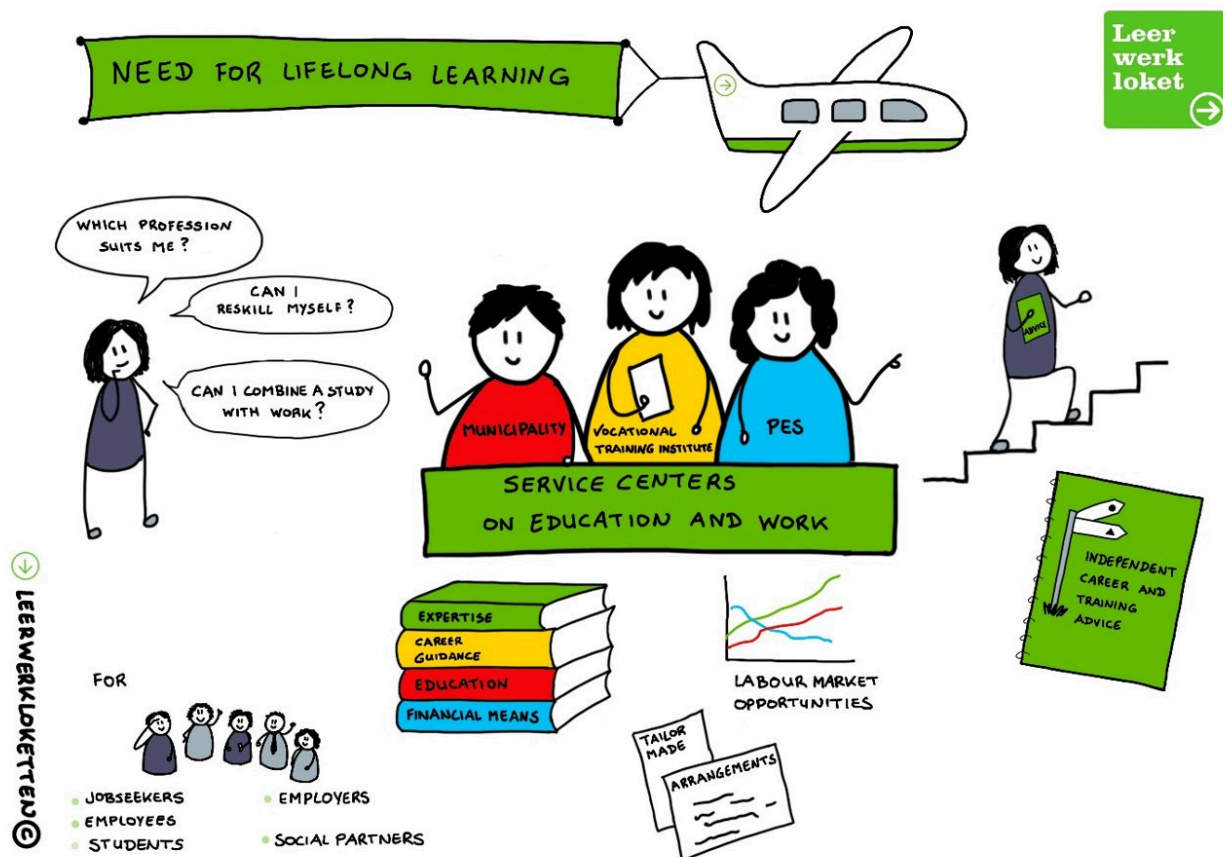 NEED FOR LIFELONG LEARNING
Leer
werk
loket
WHICH PROFESSION
SUITS ME?
CAN I
RESKILL MYSELF?
CAN I COMBINE A STUDY
WITH WORK?
MUNICIPALITY
VOCATIONAL
TRAINING INSTITUTE
PES
SERVICE CENTERS
ON EDUCATION AND WORK
ADVICE
INDEPENDENT
CAREER AND
TRAINING
ADVICE
EXPERTISE
CAREER
GUIDANCE
EDUCATION
FINANCIAL MEANS
LABOUR MARKET
OPPORTUNITIES
TAILOR
MADE
ARRANGEMENTS
FOR
JOBSEEKERS
EMPLOYEES
STUDENTS
EMPLOYERS
SOCIAL PARTNERS
LEERWERKLOKETTEN ©